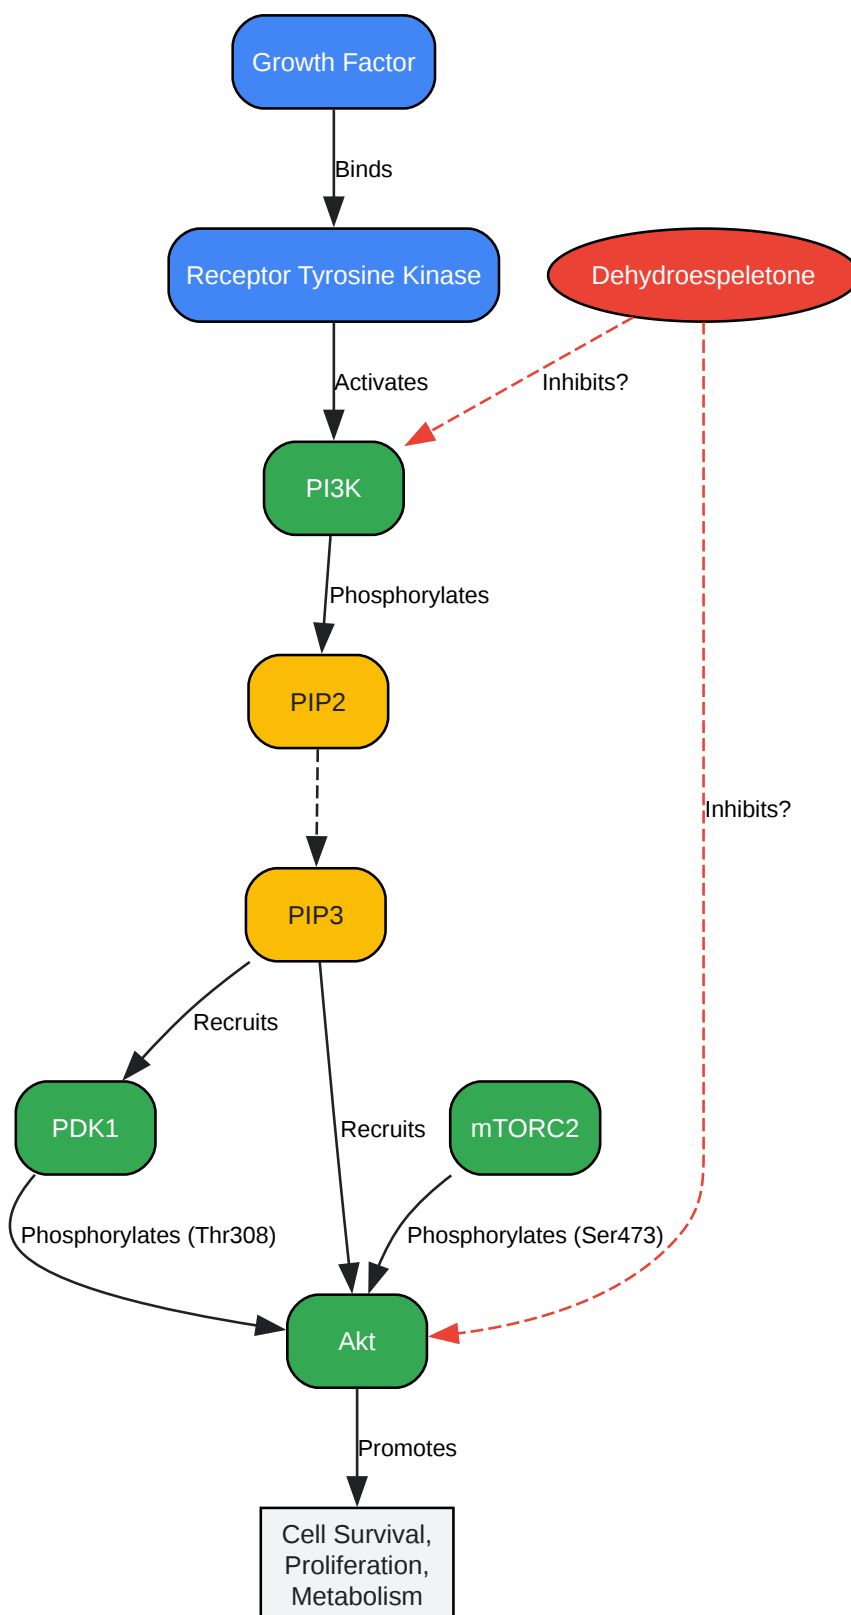 Growth Factor
Binds
Receptor Tyrosine Kinase
Dehydroespeletone
Activates
Inhibits?
PI3K
Phosphorylates
PIP2
Inhibits?
PIP3
Recruits
PDK1
Recruits
mTORC2
Phosphorylates (Thr308)
Phosphorylates (Ser473)
Akt
Promotes
Cell Survival,
Proliferation,
Metabolism